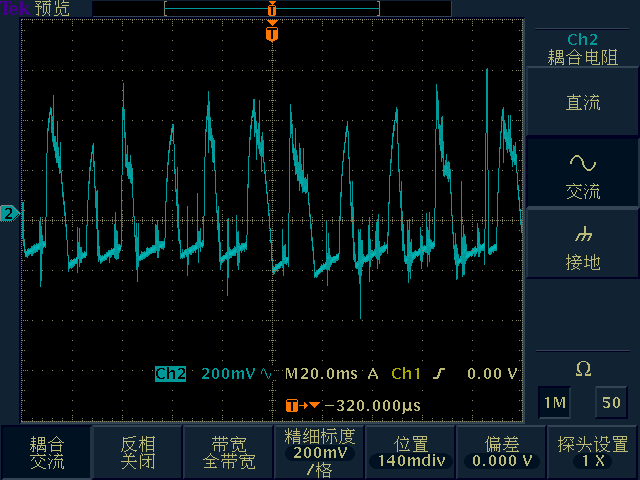 Tek 预览
T
T
Ch2
耦合电阻
直流
交流
接地
2
Ω
1M 50
Ch2 200mV M20.0ms A Ch1 0.00 V
T→▼ −320.000µs
耦合
交流
反相
关闭
带宽
全带宽
精细标度
200mV
/格
位置
140mdiv
偏差
0.000 V
探头设置
1 X